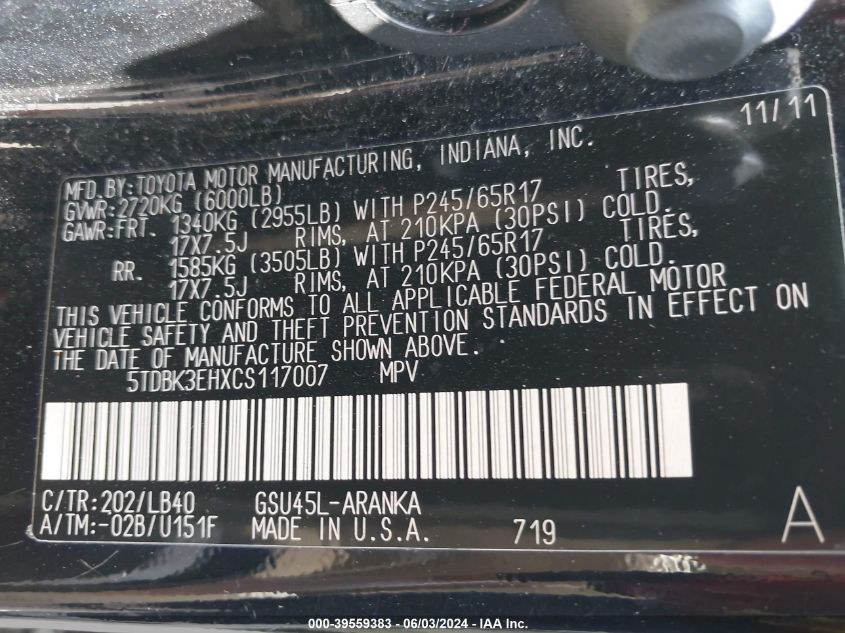 11/11
MFD.BY:TOYOTA MOTOR MANUFACTURING, INDIANA, INC.
GVWR:2720KG (6000LB)
GAWR:FRT. 1340KG (2955LB) WITH P245/65R17 TIRES,
17X7.5J RIMS, AT 210KPA (30PSI) COLD.
RR. 1585KG (3505LB) WITH P245/65R17 TIRES,
17X7.5J RIMS, AT 210KPA (30PSI) COLD.
THIS VEHICLE CONFORMS TO ALL APPLICABLE FEDERAL MOTOR
VEHICLE SAFETY AND THEFT PREVENTION STANDARDS IN EFFECT ON
THE DATE OF MANUFACTURE SHOWN ABOVE.
5TDBK3EHXCS117007 MPV
C/TR:202/LB40 GSU45L-ARANKA
A/TM:-02B/U151F MADE IN U.S.A. 719 A
000-39559383 - 06/03/2024 - IAA Inc.